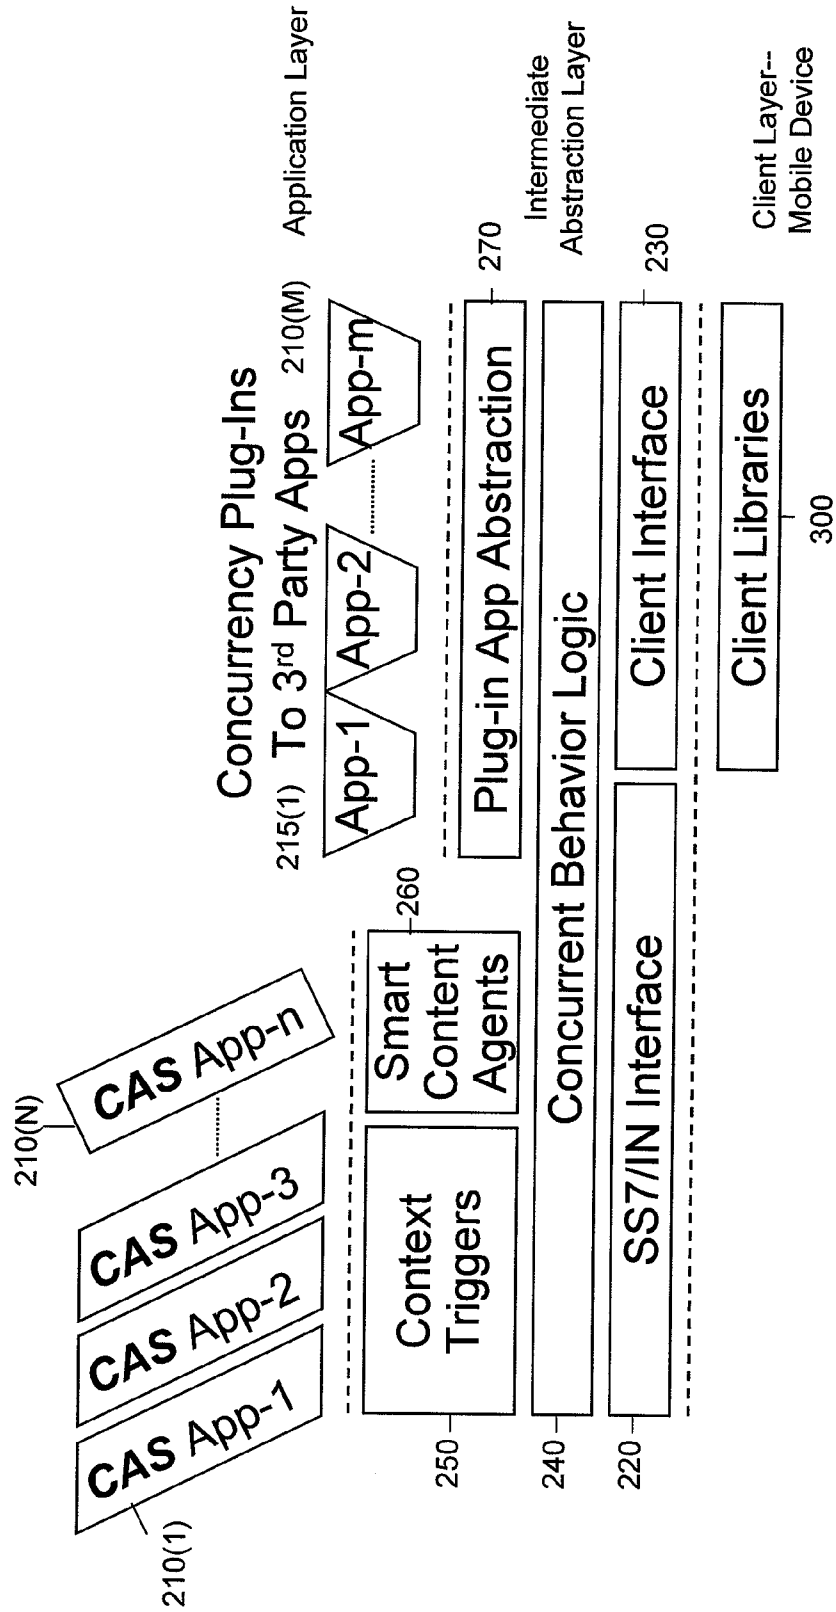 Concurrency Plug-Ins
215(1) To 3rd Party Apps 210(M)
Application Layer
210(N)
CAS App-1
CAS App-2
CAS App-3
CAS App-n
210(1)
App-1
App-2
App-m
260
270
250
Context
Triggers
Smart
Content
Agents
Plug-in App Abstraction
Intermediate
Abstraction Layer
240
Concurrent Behavior Logic
220
SS7/IN Interface
Client Interface
230
Client Libraries
300
Client Layer--
Mobile Device